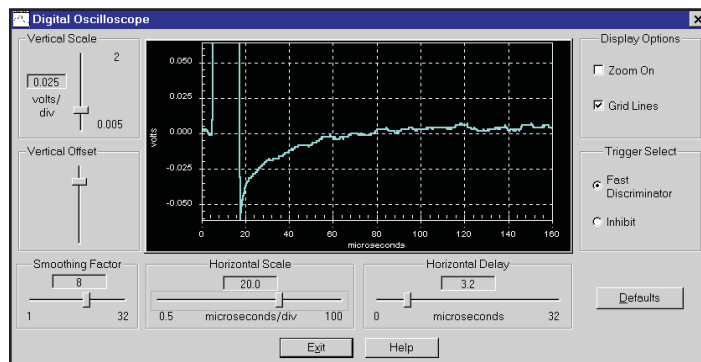 Digital Oscilloscope
Vertical Scale
2
0.025
volts/
div
0.005
Vertical Offset
0.050
0.025
0.000
-0.025
-0.050
volts
0 20 40 60 80 100 120 140 160
microseconds
Display Options
Zoom On
Grid Lines
Trigger Select
Fast
Discriminator
Inhibit
Smoothing Factor
8
1 32
Horizontal Scale
20.0
0.5 microseconds/div 100
Horizontal Delay
3.2
0 microseconds 32
Defaults
Exit
Help